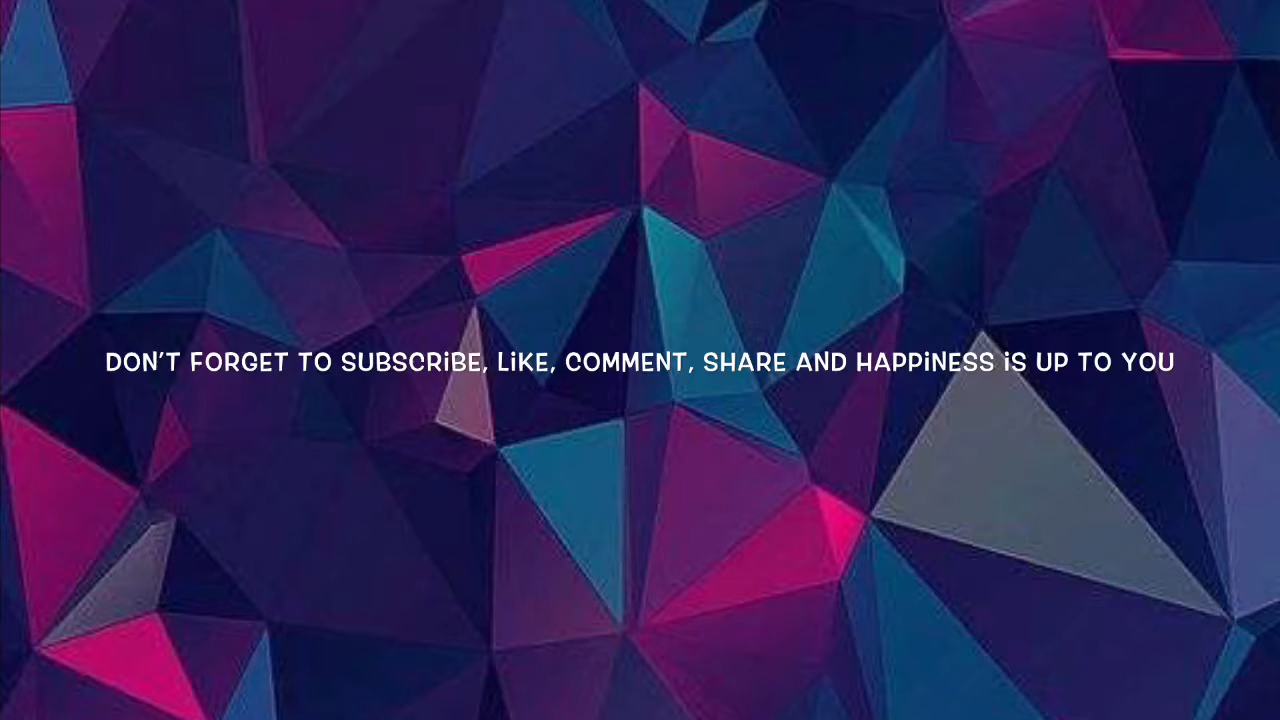 DON'T FORGET TO SUBSCRiBE, LiKE, COMMENT, SHARE AND HAPPiNESS iS UP TO YOU